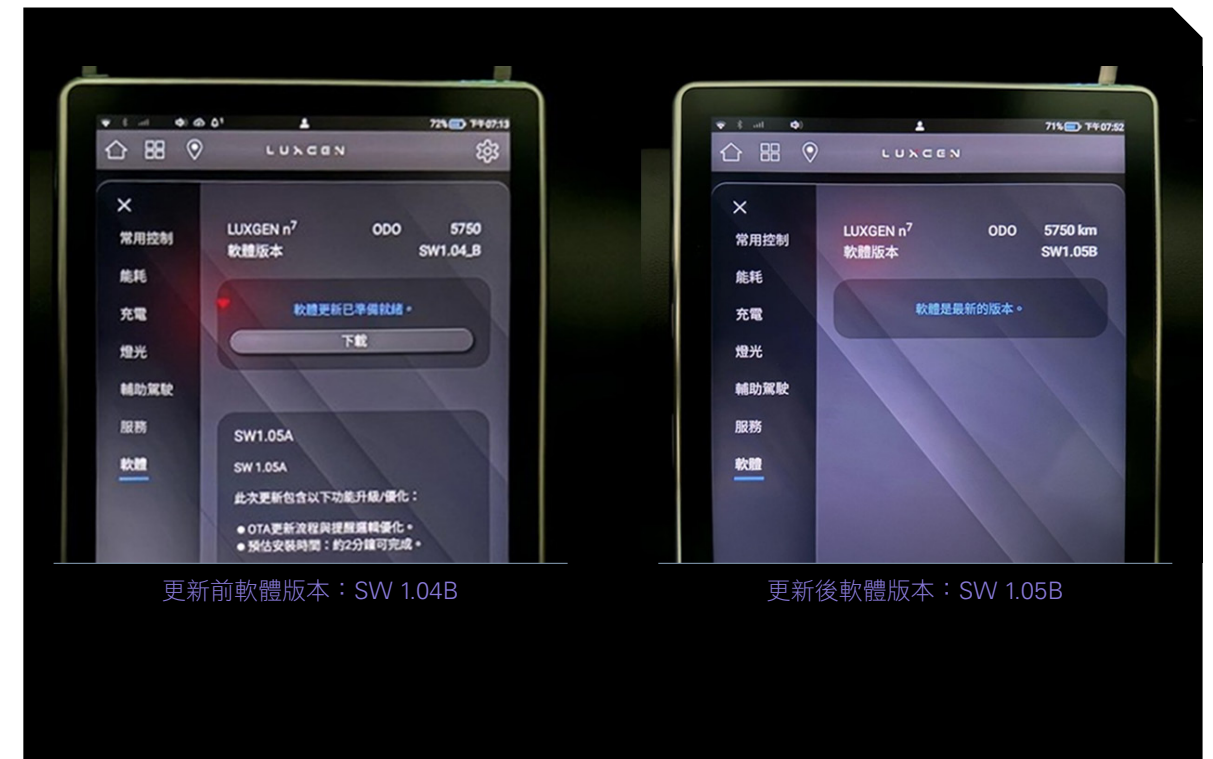 72% 下午07:13
LUXGEN
常用控制
能耗
充電
燈光
輔助駕駛
服務
軟體
LUXGEN n7 ODO 5750
軟體版本 SW1.04_B
軟體更新已準備就緒。
下載
SW1.05A
SW 1.05A
此次更新包含以下功能升級/優化：
●OTA更新流程與提醒邏輯優化。
●預估安裝時間：約2分鐘可完成。
更新前軟體版本：SW 1.04B
71% 下午07:52
LUXGEN
常用控制
能耗
充電
燈光
輔助駕駛
服務
軟體
LUXGEN n7 ODO 5750 km
軟體版本 SW1.05B
軟體是最新的版本。
更新後軟體版本：SW 1.05B